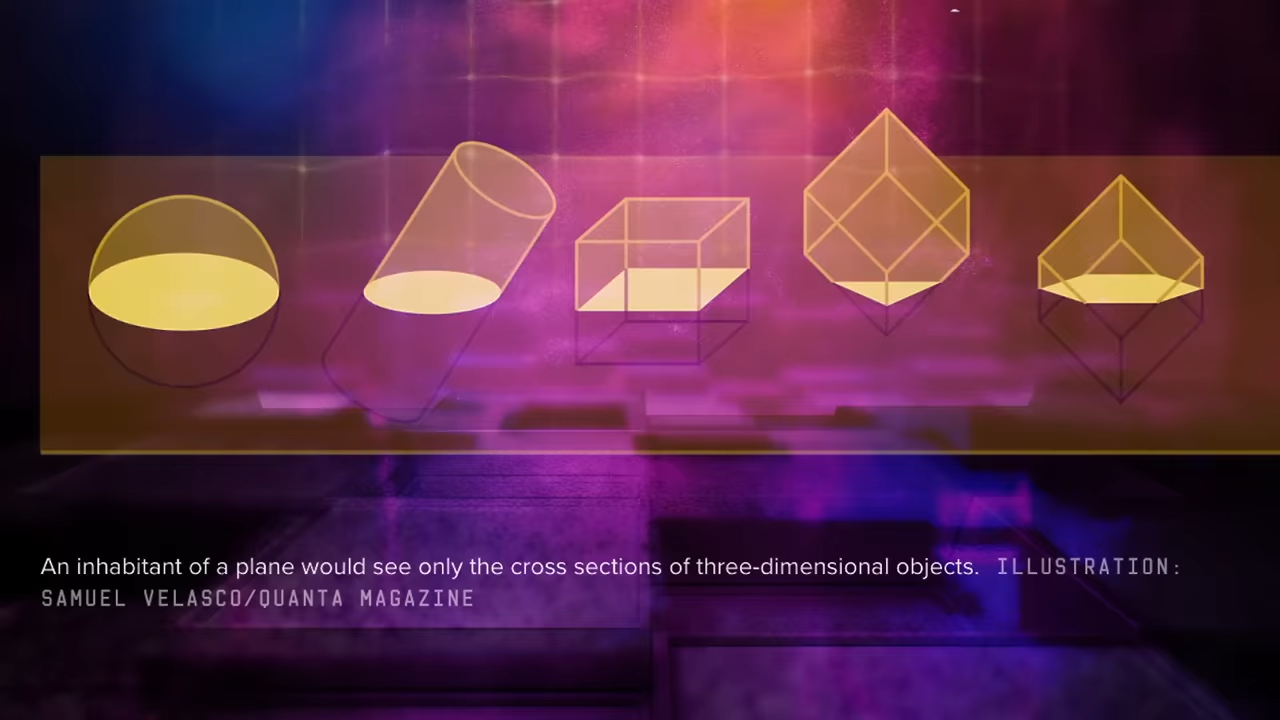 An inhabitant of a plane would see only the cross sections of three-dimensional objects. ILLUSTRATION:
SAMUEL VELASCO/QUANTA MAGAZINE